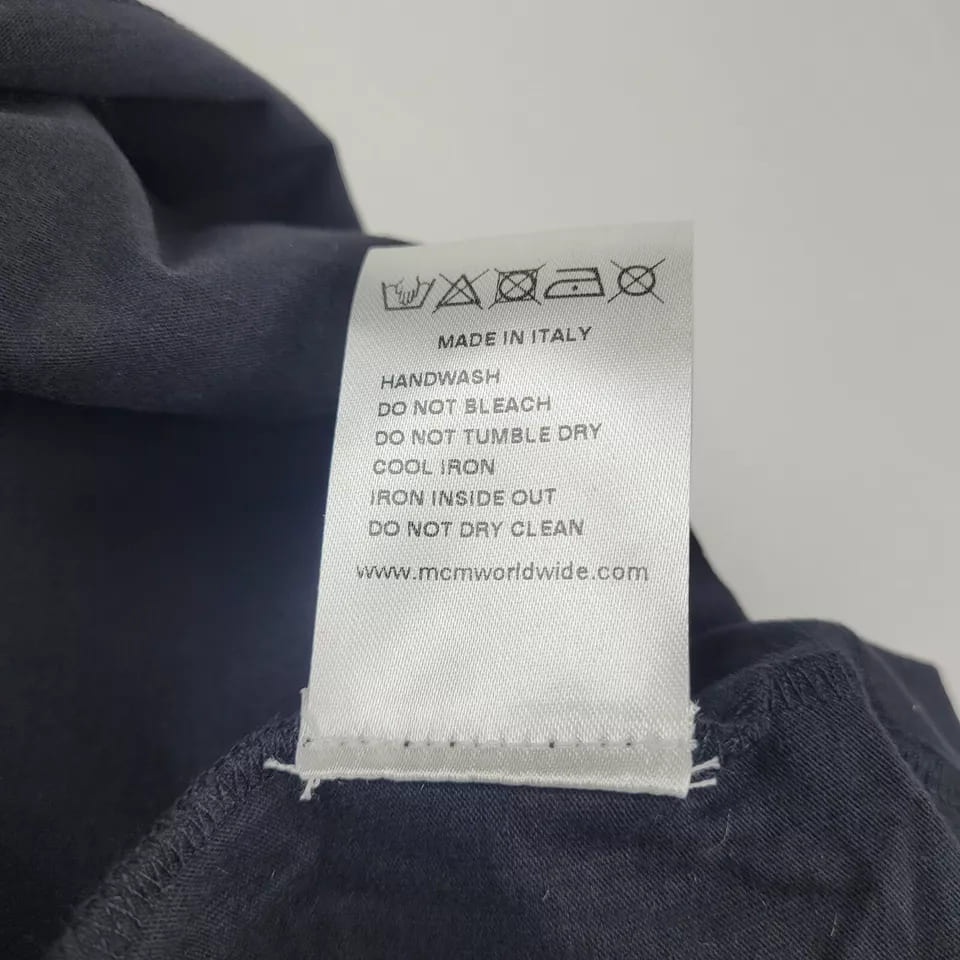 MADE IN ITALY
HANDWASH
DO NOT BLEACH
DO NOT TUMBLE DRY
COOL IRON
IRON INSIDE OUT
DO NOT DRY CLEAN
www.mcmworldwide.com